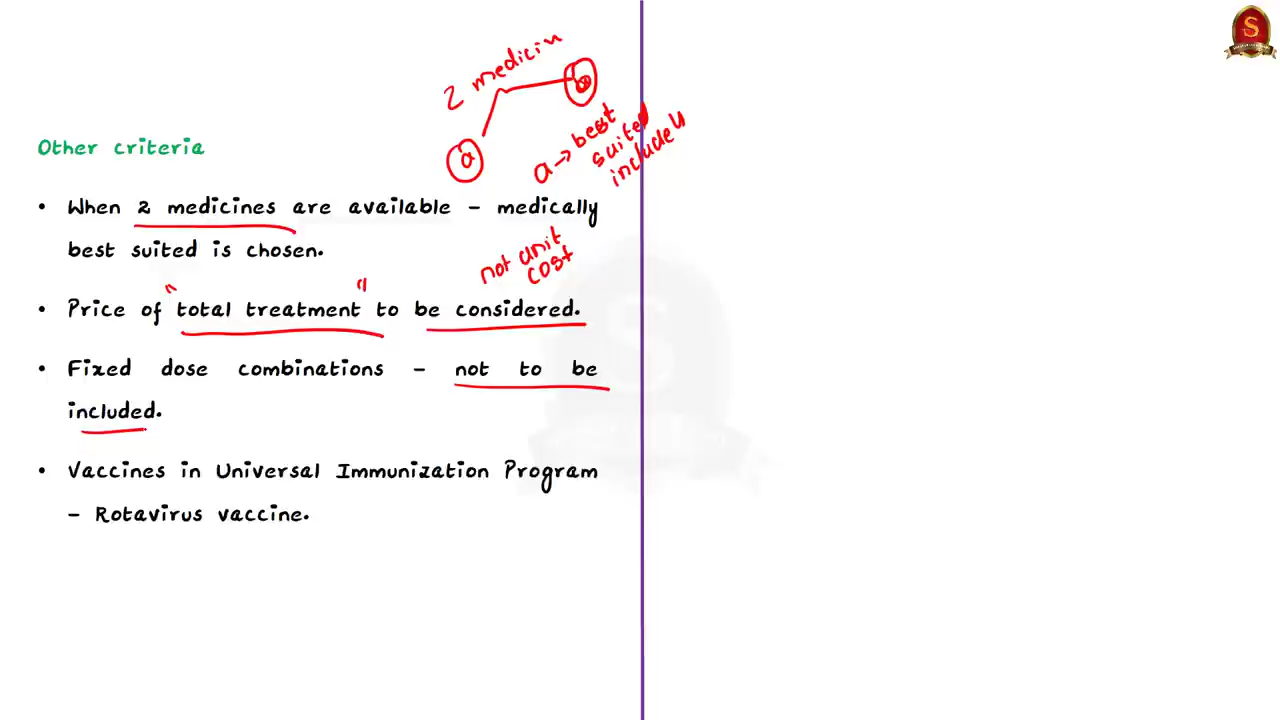 2 medicin
a
a → best
suited
included
Other criteria
• When 2 medicines are available – medically
best suited is chosen.
not unit
cost
• Price of "total treatment" to be considered.
• Fixed dose combinations – not to be
included.
• Vaccines in Universal Immunization Program
– Rotavirus vaccine.
S